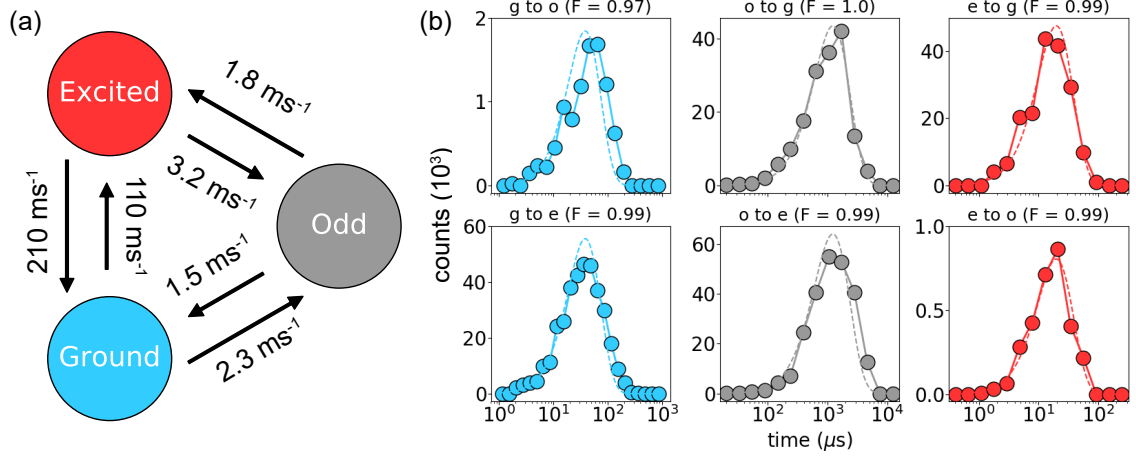 (a)
Excited
1.8 ms⁻¹
3.2 ms⁻¹
210 ms⁻¹
110 ms⁻¹
Odd
1.5 ms⁻¹
2.3 ms⁻¹
Ground
(b)
g to o (F = 0.97)
o to g (F = 1.0)
e to g (F = 0.99)
2
1
0
40
20
0
40
20
0
counts (10³)
g to e (F = 0.99)
o to e (F = 0.99)
e to o (F = 0.99)
60
40
20
0
60
40
20
0
1.0
0.5
0.0
10⁰ 10¹ 10² 10³
10² 10³ 10⁴
10⁰ 10¹ 10²
time (μs)